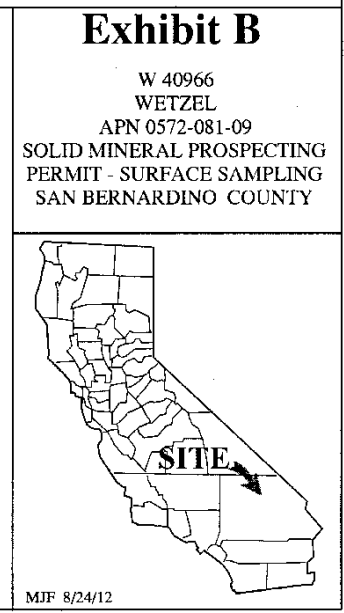 Exhibit B
W 40966
WETZEL
APN 0572-081-09
SOLID MINERAL PROSPECTING
PERMIT - SURFACE SAMPLING
SAN BERNARDINO COUNTY
SITE
MJF 8/24/12